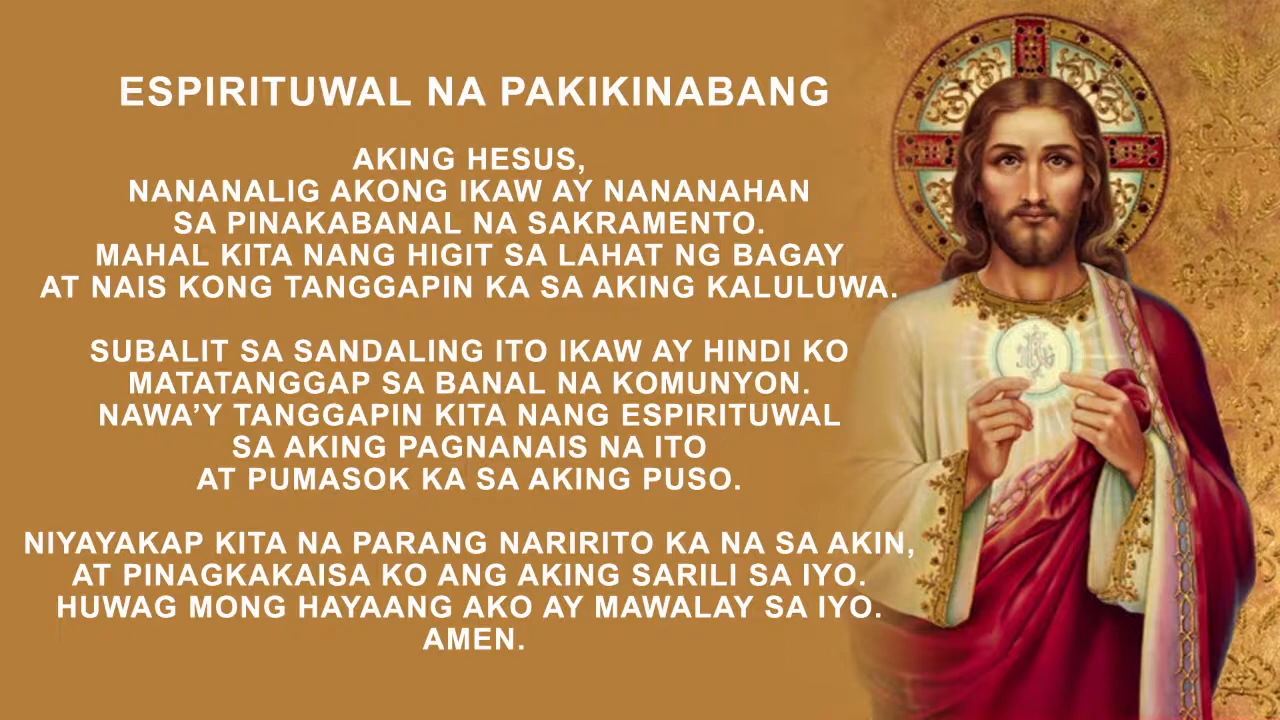 ESPIRITUWAL NA PAKIKINABANG
AKING HESUS,
NANANALIG AKONG IKAW AY NANANAHAN
SA PINAKABANAL NA SAKRAMENTO.
MAHAL KITA NANG HIGIT SA LAHAT NG BAGAY
AT NAIS KONG TANGGAPIN KA SA AKING KALULUWA.
SUBALIT SA SANDALING ITO IKAW AY HINDI KO
MATATANGGAP SA BANAL NA KOMUNYON.
NAWA’Y TANGGAPIN KITA NANG ESPIRITUWAL
SA AKING PAGNANAIS NA ITO
AT PUMASOK KA SA AKING PUSO.
NIYAYAKAP KITA NA PARANG NARIRITO KA NA SA AKIN,
AT PINAGKAKAISA KO ANG AKING SARILI SA IYO.
HUWAG MONG HAYAANG AKO AY MAWALAY SA IYO.
AMEN.